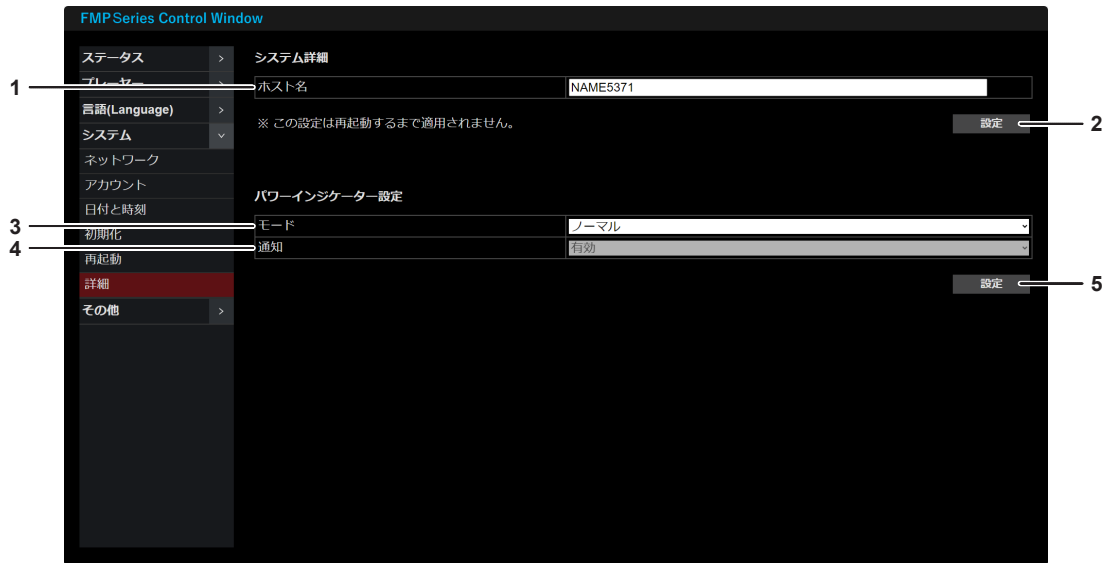 FMP Series Control Window
ステータス >
プレーヤー >
言語(Language) >
システム
ネットワーク
アカウント
日付と時刻
初期化
再起動
詳細
その他 >
システム詳細
1 ホスト名 NAME5371
※ この設定は再起動するまで適用されません。
設定 2
パワーインジケーター設定
3 モード ノーマル
4 通知 有効
設定 5